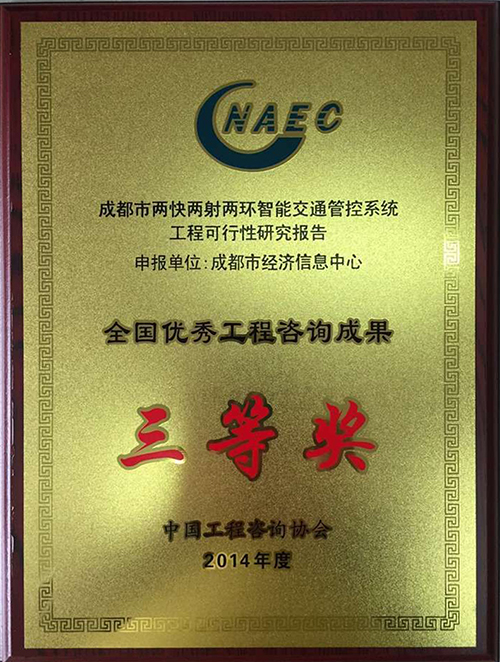 CNAEC
成都市两快两射两环智能交通管控系统
工程可行性研究报告
申报单位:成都市经济信息中心
全国优秀工程咨询成果
三等奖
中国工程咨询协会
2014年度